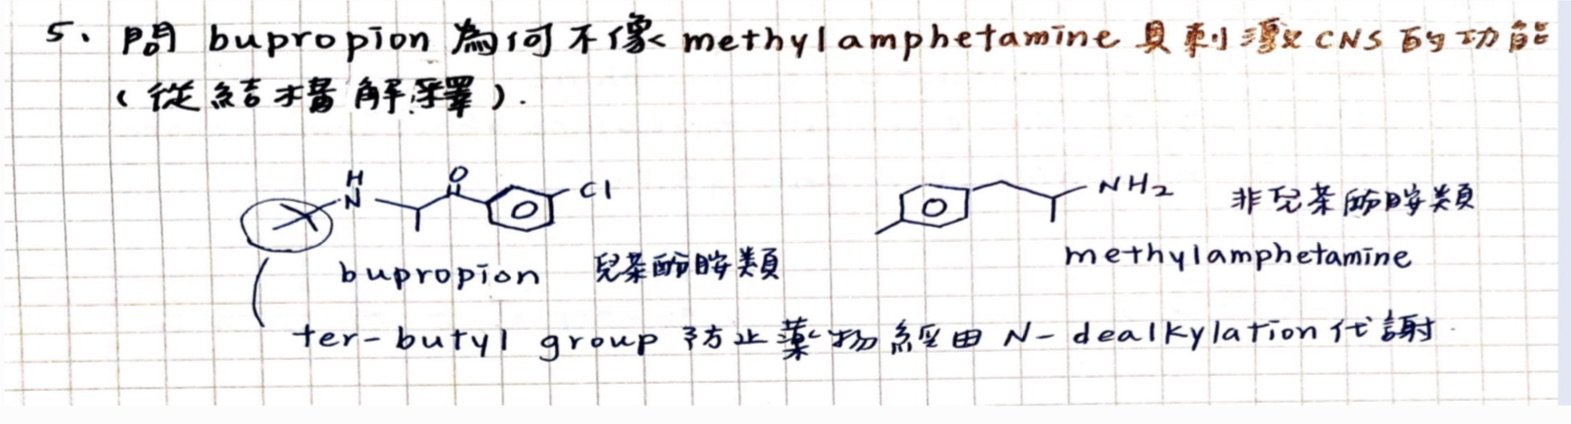 5、問 bupropion 為何不像 methylamphetamine 具刺激 CNS 的功能
(從結構解釋).
H
N O Cl NH2 非兒茶酚胺類
bupropion 兒茶酚胺類 methylamphetamine
ter-butyl group 防止藥物經由 N-dealkylation 代謝.